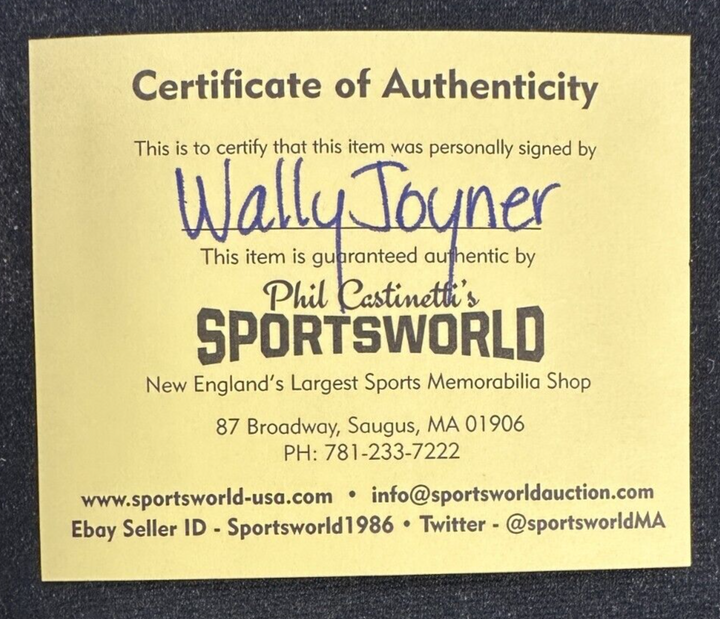 Certificate of Authenticity
This is to certify that this item was personally signed by
Wally Joyner
This item is guaranteed authentic by
Phil Castinetti's
SPORTSWORLD
New England's Largest Sports Memorabilia Shop
87 Broadway, Saugus, MA 01906
PH: 781-233-7222
www.sportsworld-usa.com • info@sportsworldauction.com
Ebay Seller ID - Sportsworld1986 • Twitter - @sportsworldMA